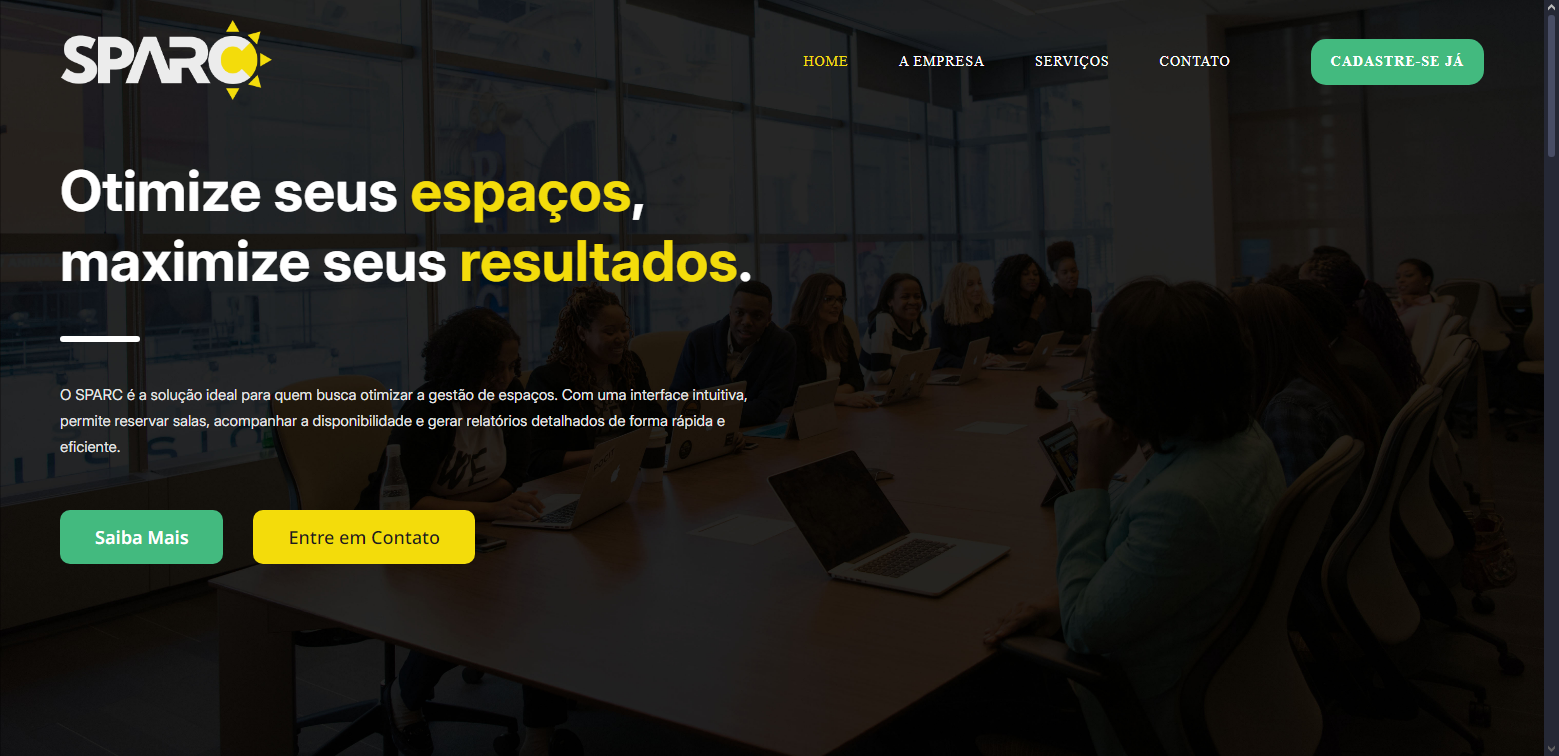 SPARC
HOME
A EMPRESA
SERVIÇOS
CONTATO
CADASTRE-SE JÁ
Otimize seus espaços,
maximize seus resultados.
O SPARC é a solução ideal para quem busca otimizar a gestão de espaços. Com uma interface intuitiva,
permite reservar salas, acompanhar a disponibilidade e gerar relatórios detalhados de forma rápida e
eficiente.
Saiba Mais
Entre em Contato